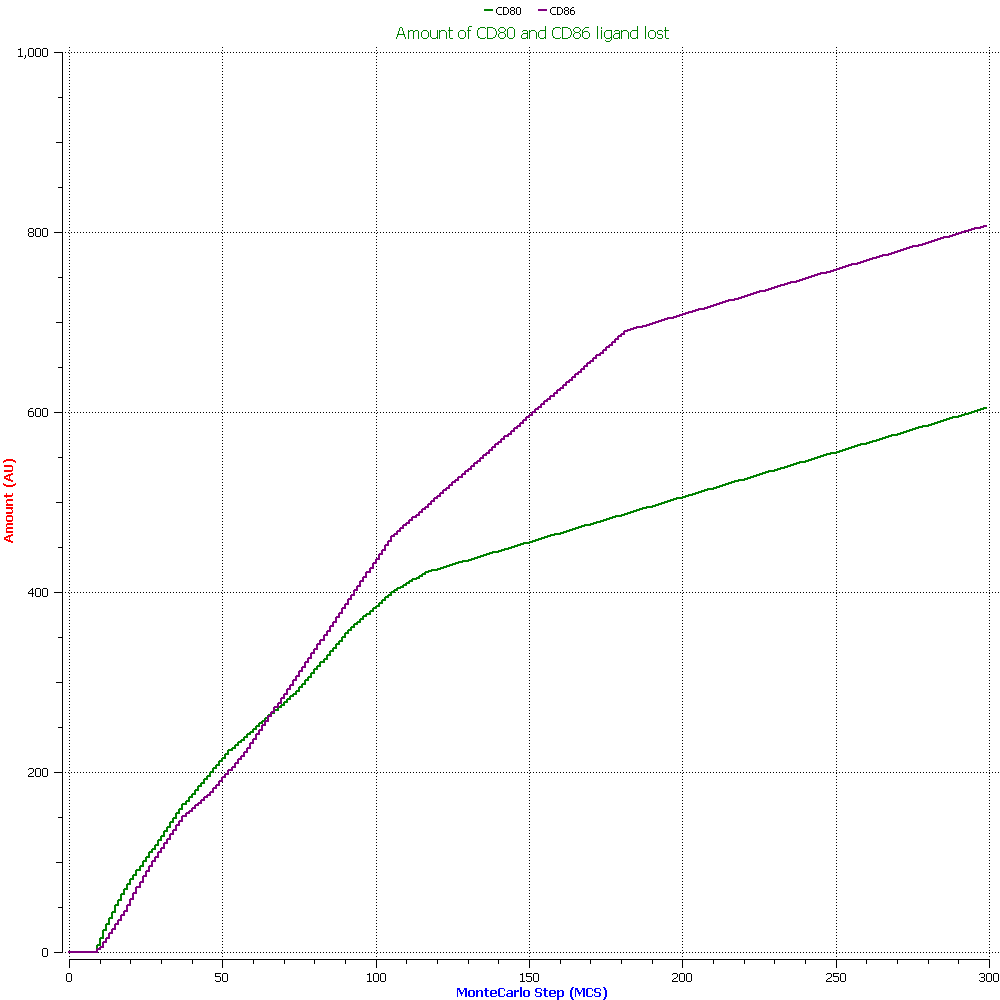 CD80 CD86
Amount of CD80 and CD86 ligand lost
1,000
800
600
400
200
0
Amount (AU)
0 50 100 150 200 250 300
MonteCarlo Step (MCS)